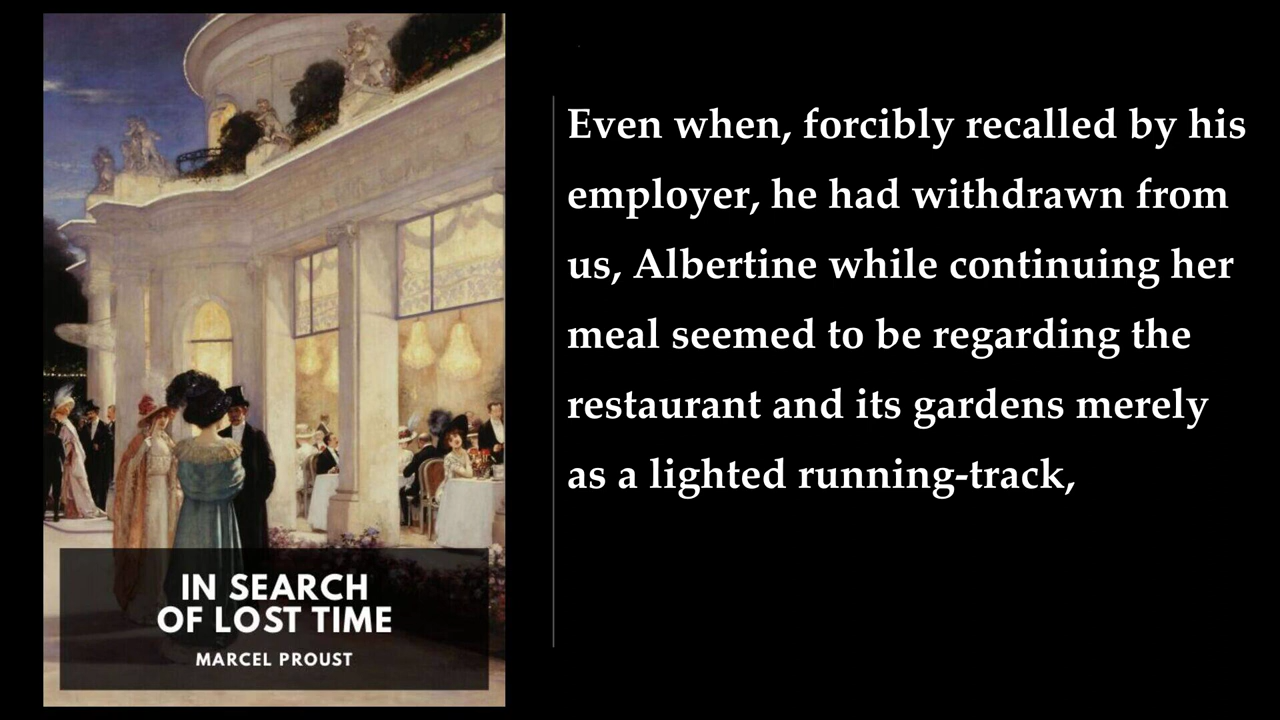 IN SEARCH
OF LOST TIME
MARCEL PROUST
Even when, forcibly recalled by his
employer, he had withdrawn from
us, Albertine while continuing her
meal seemed to be regarding the
restaurant and its gardens merely
as a lighted running-track,